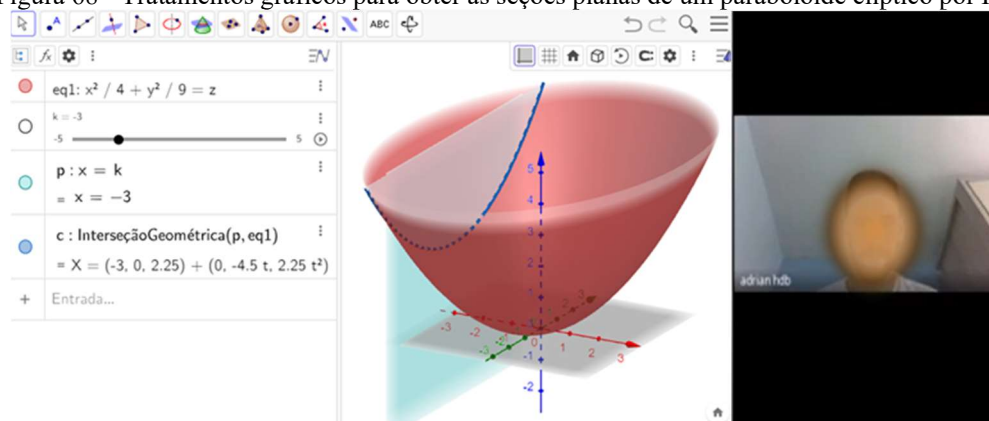 Figura 08 – Tratamentos gráficos para obter as seções planas de um paraboloide elíptico por
ABC
eq1: x² / 4 + y² / 9 = z
k = -3
-5
5
p : x = k
= x = −3
c : InterseçãoGeométrica(p, eq1)
= X = (-3, 0, 2.25) + (0, -4.5 t, 2.25 t²)
+ Entrada...
5
4
3
2
1
0
-1
-2
-3
-2
1
2
3
-3
adrian hdb